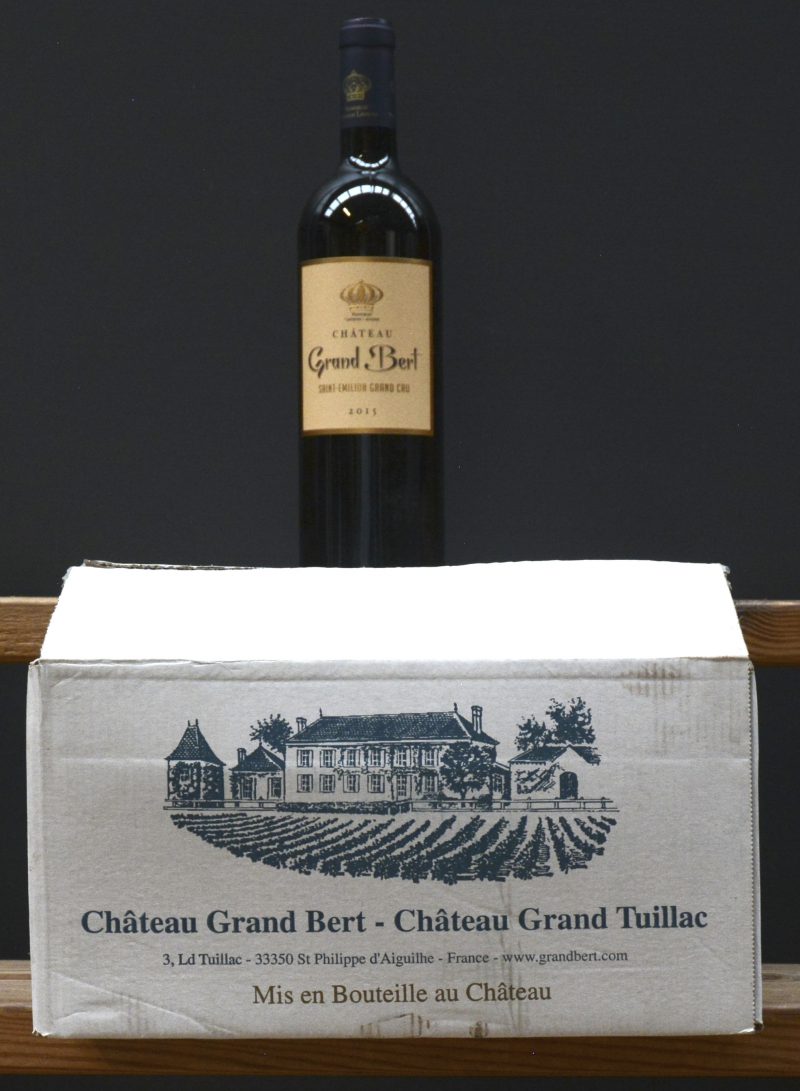 CHÂTEAU
Grand Bert
SAINT-EMILION GRAND CRU
2015
Château Grand Bert - Château Grand Tuillac
3, Ld Tuillac - 33350 St Philippe d'Aiguilhe - France - www.grandbert.com
Mis en Bouteille au Château